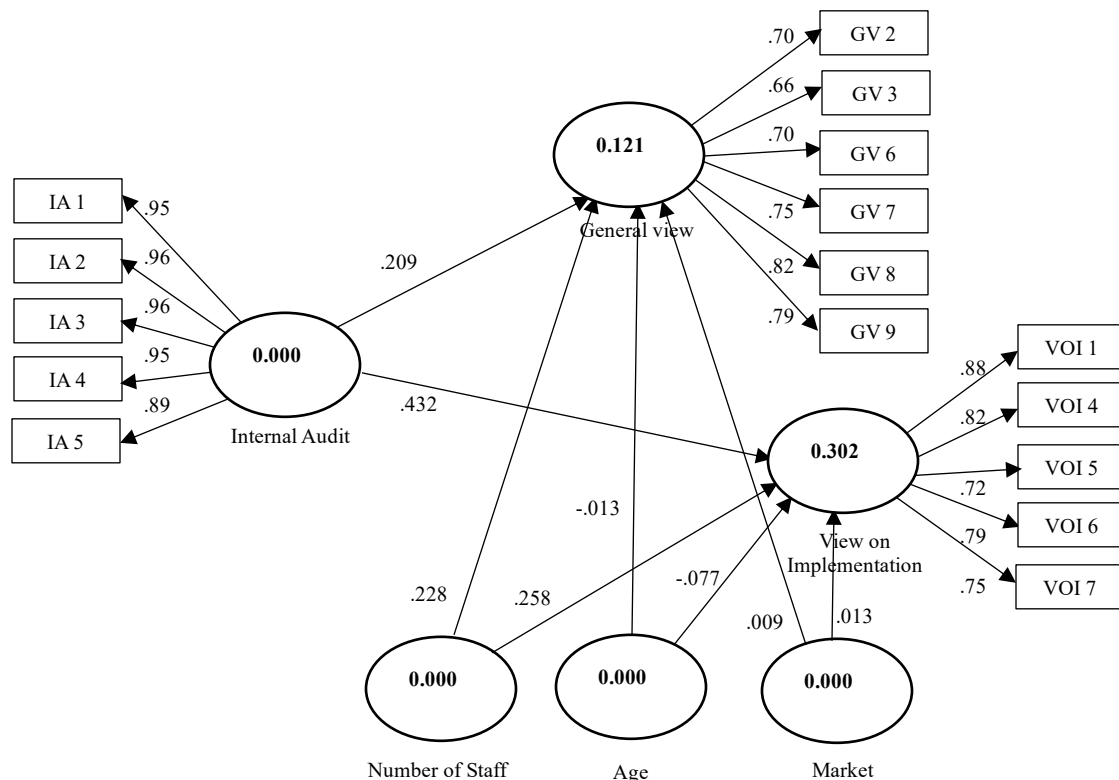 GV 2
.70
GV 3
.66
0.121
GV 6
.70
IA 1
.95
GV 7
.75
General view
IA 2
.96
.209
GV 8
.82
IA 3
.96
GV 9
.79
0.000
VOI 1
.88
IA 4
.95
VOI 4
.82
IA 5
.89
.432
Internal Audit
0.302
VOI 5
.72
-.013
VOI 6
.79
View on
Implementation
-.077
VOI 7
.75
.228
.258
.009
.013
0.000
0.000
0.000
Number of Staff
Age
Market